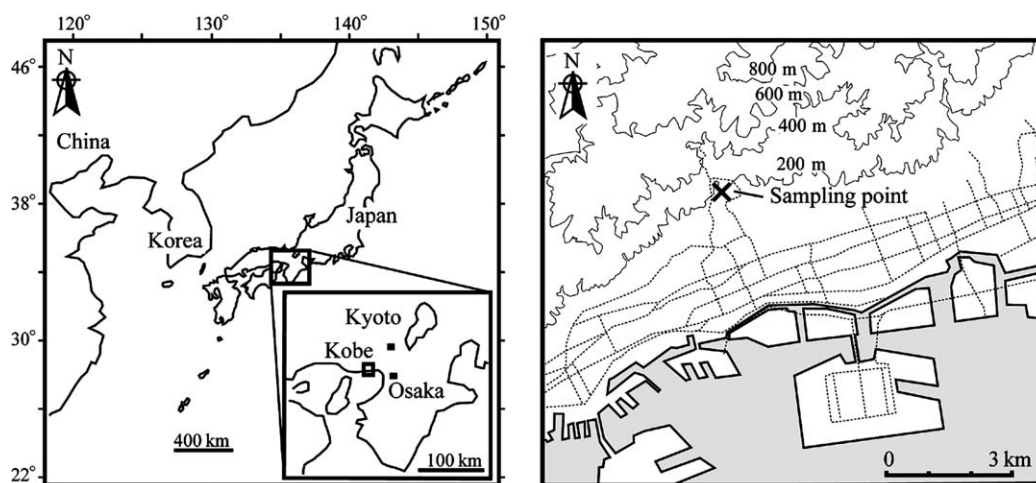 120° 130° 140° 150°
46°
38°
30°
22°
N
China
Korea
Japan
Kyoto
Kobe
Osaka
400 km
100 km
N
800 m
600 m
400 m
200 m
Sampling point
0 3 km